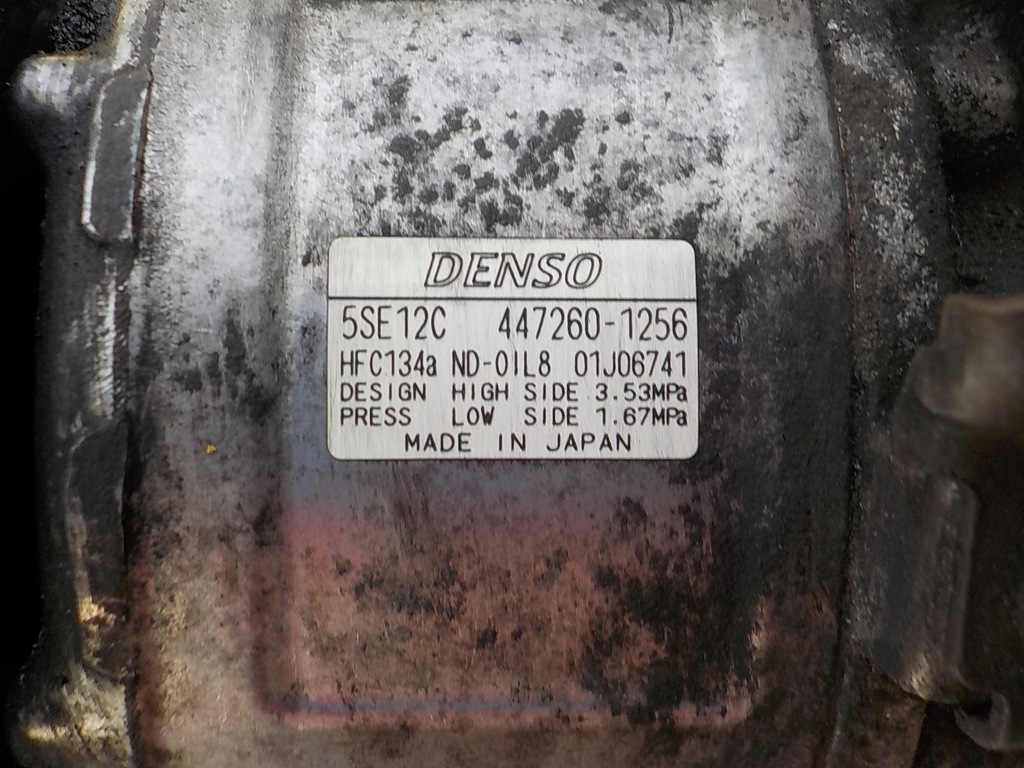 DENSO
5SE12C 447260-1256
HFC134a ND-OIL8 01J06741
DESIGN HIGH SIDE 3.53MPa
PRESS LOW SIDE 1.67MPa
MADE IN JAPAN